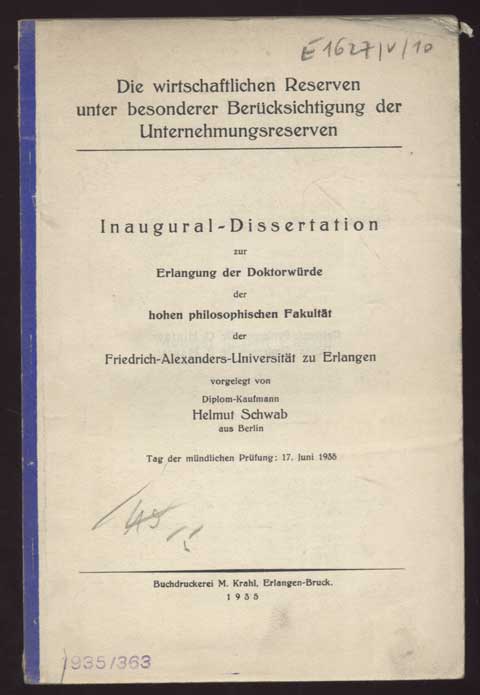 E1627/V/10
Die wirtschaftlichen Reserven
unter besonderer Berücksichtigung der
Unternehmungsreserven
Inaugural-Dissertation
zur
Erlangung der Doktorwürde
der
hohen philosophischen Fakultät
der
Friedrich-Alexanders-Universität zu Erlangen
vorgelegt von
Diplom-Kaufmann
Helmut Schwab
aus Berlin
Tag der mündlichen Prüfung: 17. Juni 1935
Buchdruckerei M. Krahl, Erlangen-Bruck.
1935
1935/363